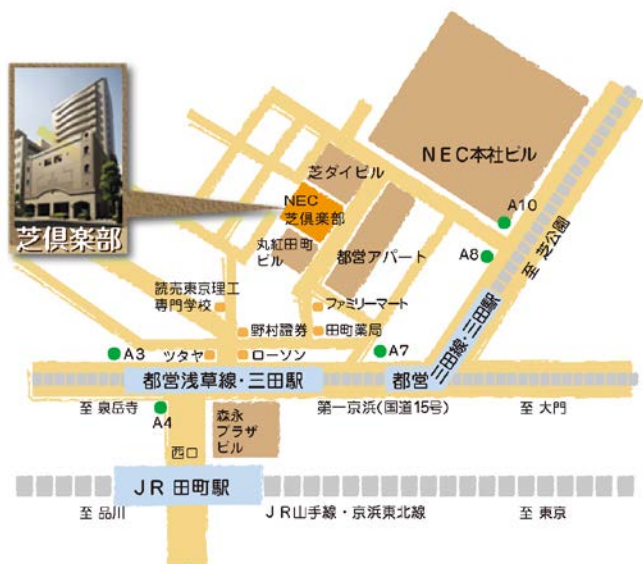 NEC本社ビル
芝ダイビル
NEC
芝倶楽部
A10
芝倶楽部
丸紅田町
ビル
都営アパート
A8
至 芝公園
読売東京理工
専門学校
ファミリーマート
野村證券
田町薬局
三田線・三田駅
A3
ツタヤ
ローソン
A7
都営浅草線・三田駅
都営
至 泉岳寺
A4
第一京浜(国道15号)
至 大門
森永
プラザ
ビル
西口
JR 田町駅
至 品川
JR山手線・京浜東北線
至 東京